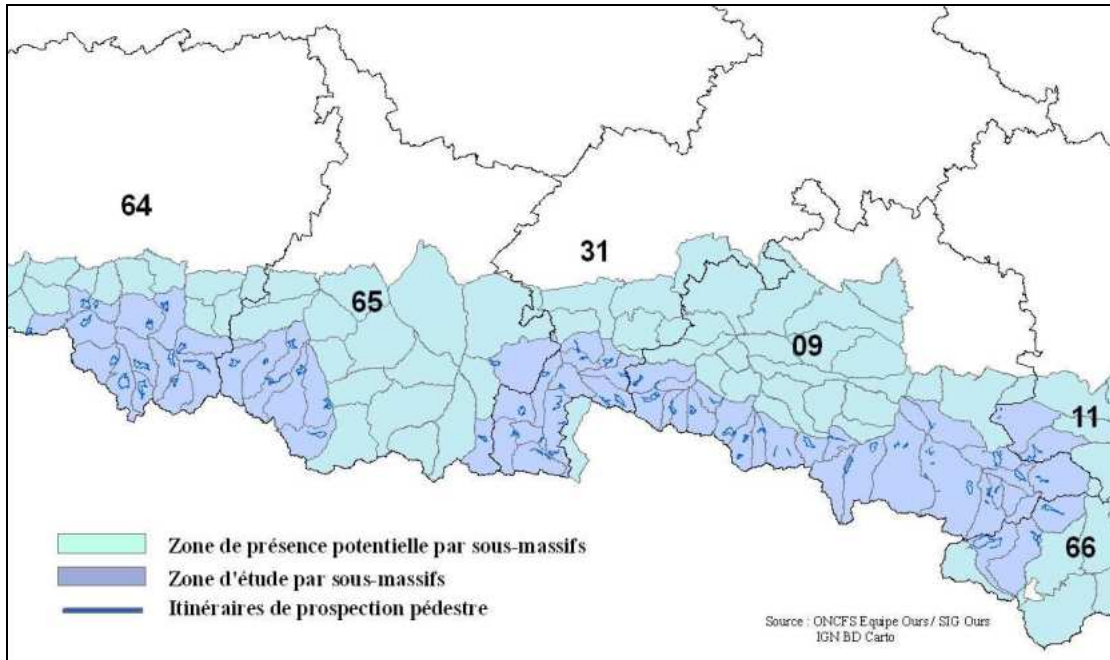 64
31
65
09
11
66
Zone de présence potentielle par sous-massifs
Zone d'étude par sous-massifs
Itinéraires de prospection pédestre
Source : ONCFS Equipe Ours / SIG Ours
IGN BD Carto